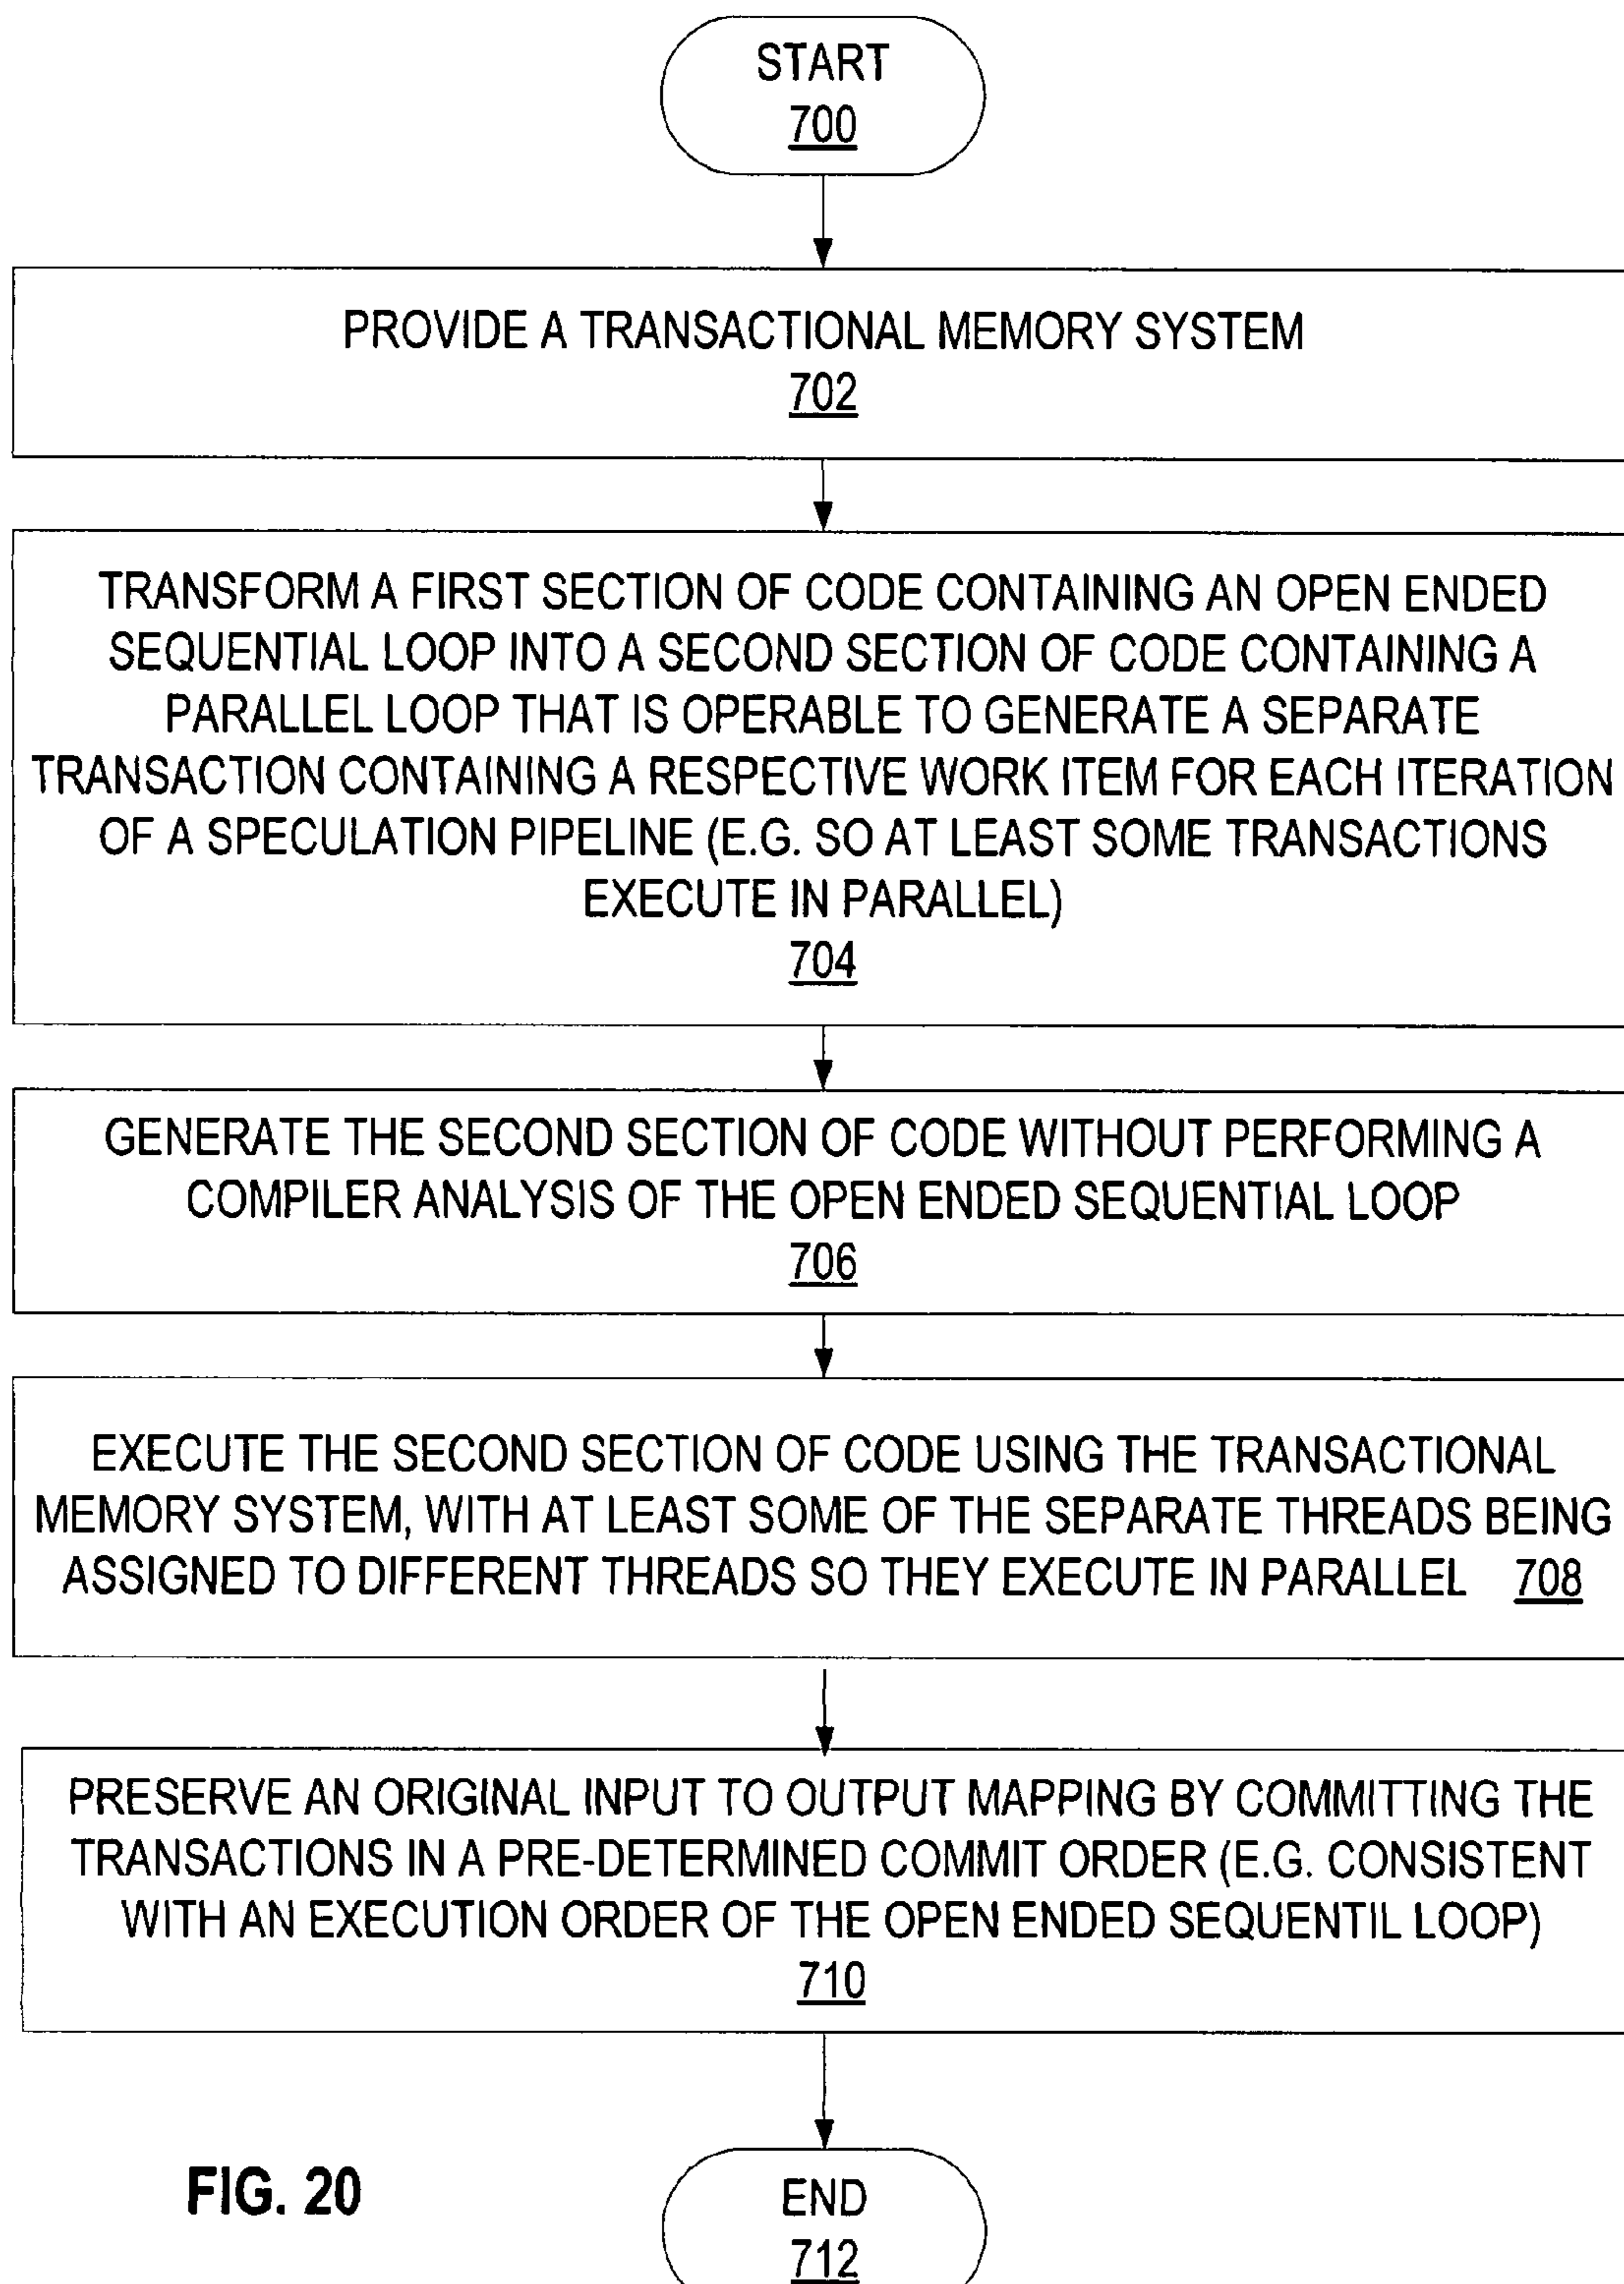 START
700
PROVIDE A TRANSACTIONAL MEMORY SYSTEM
702
TRANSFORM A FIRST SECTION OF CODE CONTAINING AN OPEN ENDED
SEQUENTIAL LOOP INTO A SECOND SECTION OF CODE CONTAINING A
PARALLEL LOOP THAT IS OPERABLE TO GENERATE A SEPARATE
TRANSACTION CONTAINING A RESPECTIVE WORK ITEM FOR EACH ITERATION
OF A SPECULATION PIPELINE (E.G. SO AT LEAST SOME TRANSACTIONS
EXECUTE IN PARALLEL)
704
GENERATE THE SECOND SECTION OF CODE WITHOUT PERFORMING A
COMPILER ANALYSIS OF THE OPEN ENDED SEQUENTIAL LOOP
706
EXECUTE THE SECOND SECTION OF CODE USING THE TRANSACTIONAL
MEMORY SYSTEM, WITH AT LEAST SOME OF THE SEPARATE THREADS BEING
ASSIGNED TO DIFFERENT THREADS SO THEY EXECUTE IN PARALLEL 708
PRESERVE AN ORIGINAL INPUT TO OUTPUT MAPPING BY COMMITTING THE
TRANSACTIONS IN A PRE-DETERMINED COMMIT ORDER (E.G. CONSISTENT
WITH AN EXECUTION ORDER OF THE OPEN ENDED SEQUENTIL LOOP)
710
FIG. 20
END
712